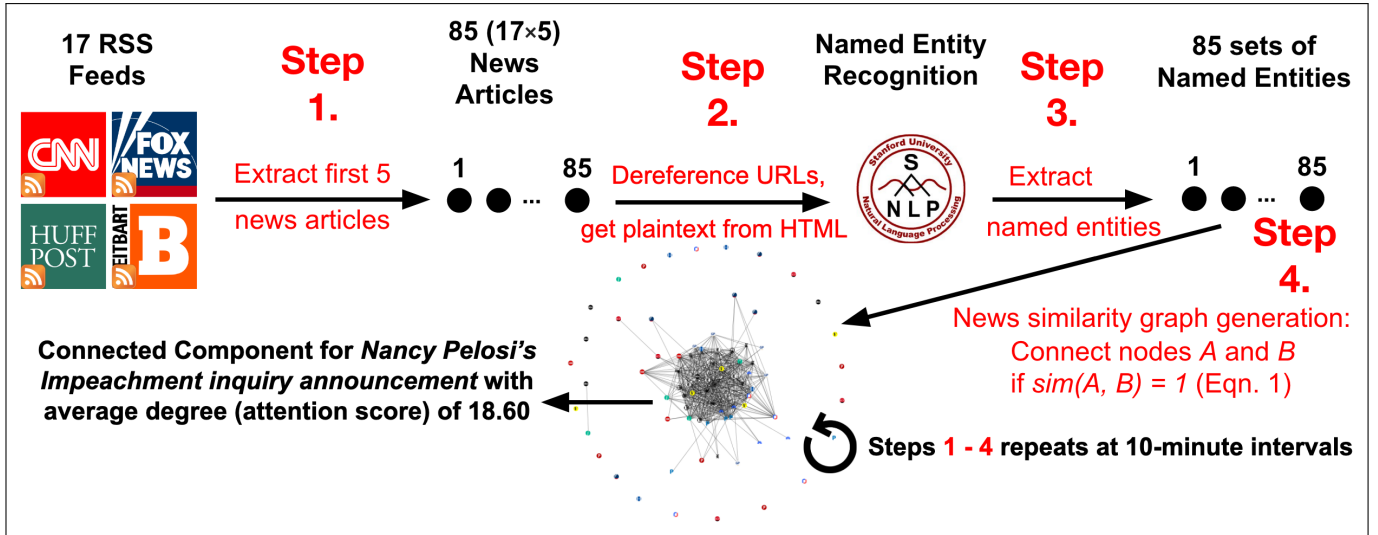 17 RSS
Feeds
Step
1.
85 (17×5)
News
Articles
Step
2.
Named Entity
Recognition
Step
3.
85 sets of
Named Entities
CNN
FOX
NEWS
HUFF
POST
EITBART
B
Extract first 5
news articles
1
85
...
Dereference URLs,
get plaintext from HTML
Stanford University
S
N L P
Natural Language Processing
Extract
named entities
1
85
...
Step
4.
News similarity graph generation:
Connect nodes A and B
if sim(A, B) = 1 (Eqn. 1)
Connected Component for Nancy Pelosi's
Impeachment inquiry announcement with
average degree (attention score) of 18.60
Steps 1 - 4 repeats at 10-minute intervals